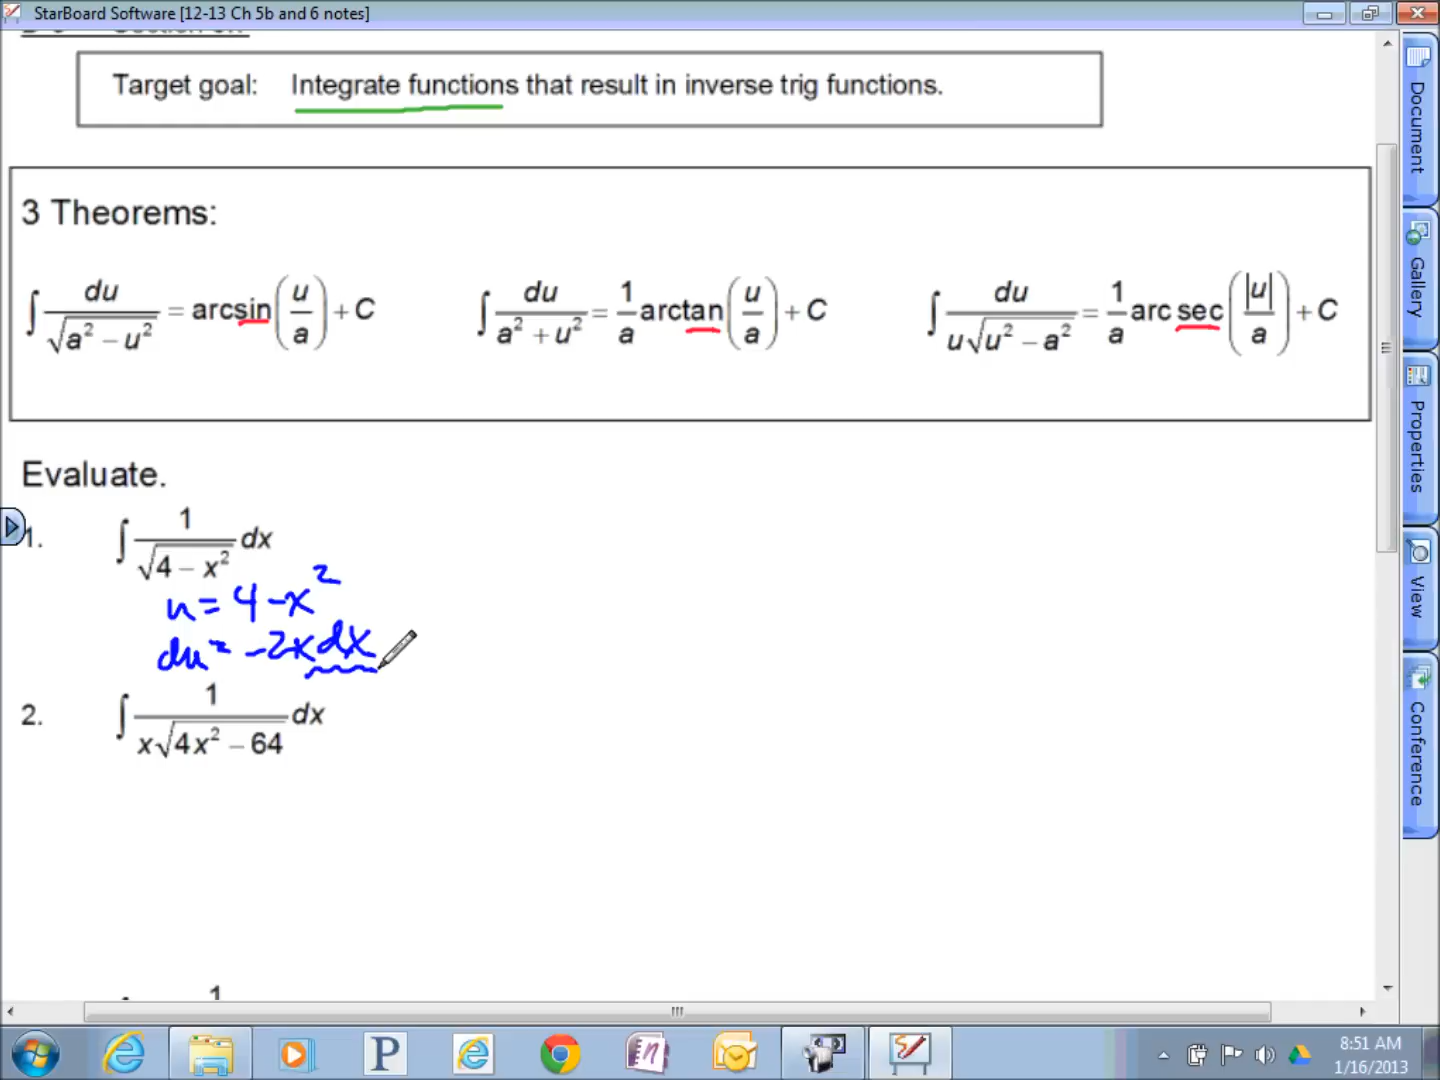 StarBoard Software [12-13 Ch 5b and 6 notes]
Target goal: Integrate functions that result in inverse trig functions.
3 Theorems:
∫ du / √(a² − u²) = arcsin(u/a) + C
∫ du / (a² + u²) = 1/a arctan(u/a) + C
∫ du / (u√(u² − a²)) = 1/a arc sec(|u|/a) + C
Evaluate.
1. ∫ 1 / √(4 − x²) dx
u = 4 - x²
du = -2x dx
2. ∫ 1 / (x√(4x² − 64)) dx
1
Document
Gallery
Properties
View
Conference
8:51 AM
1/16/2013